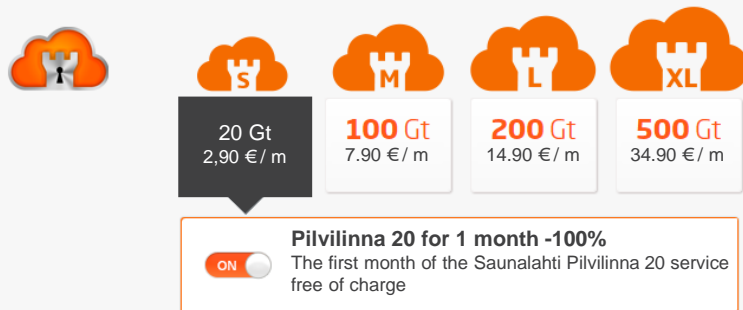 S
M
L
XL
20 Gt
2,90 €/ m
100 Gt
7.90 €/ m
200 Gt
14.90 €/ m
500 Gt
34.90 €/ m
ON
Pilvilinna 20 for 1 month -100%
The first month of the Saunalahti Pilvilinna 20 service
free of charge